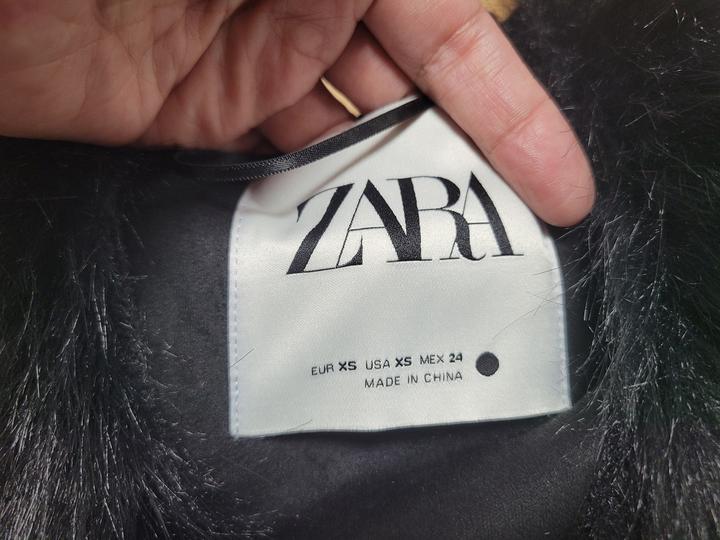 ZARA
EUR XS USA XS MEX 24
MADE IN CHINA